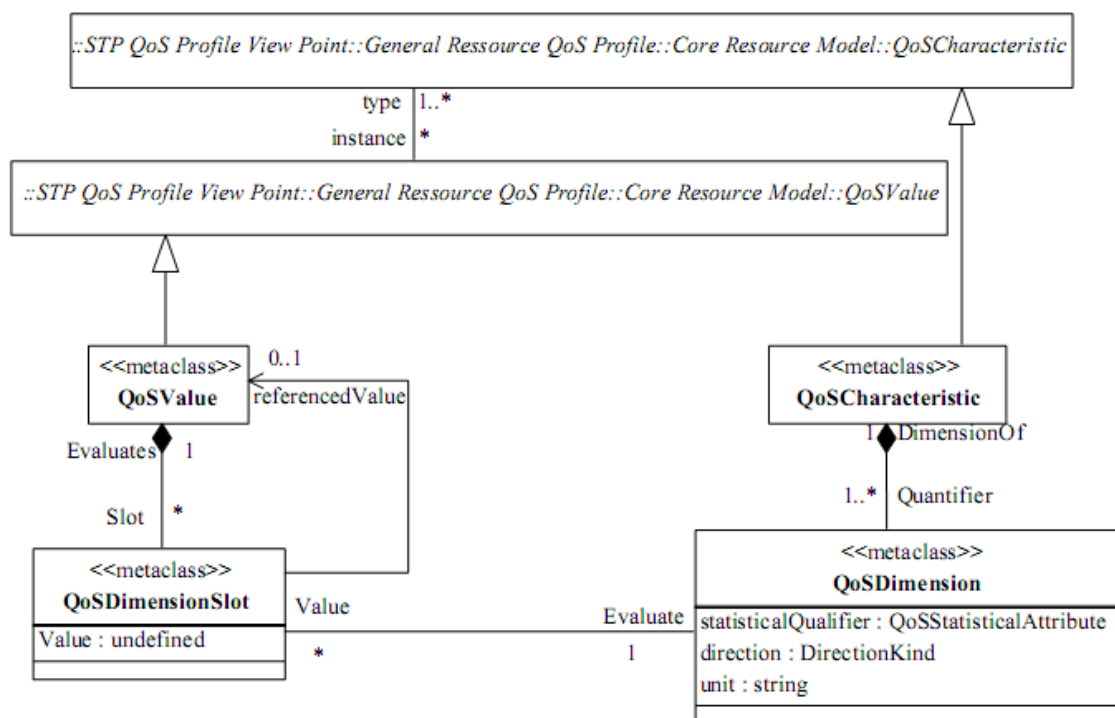 ::STP QoS Profile View Point::General Ressource QoS Profile::Core Resource Model::QoSCharacteristic
type 1..*
instance *
::STP QoS Profile View Point::General Ressource QoS Profile::Core Resource Model::QoSValue
<<metaclass>>
QoSValue
0..1
referencedValue
<<metaclass>>
QoSCharacteristic
Evaluates 1
1 DimensionOf
Slot *
1..* Quantifier
<<metaclass>>
QoSDimensionSlot
Value : undefined
Value
*
Evaluate
1
<<metaclass>>
QoSDimension
statisticalQualifier : QoSStatisticalAttribute
direction : DirectionKind
unit : string